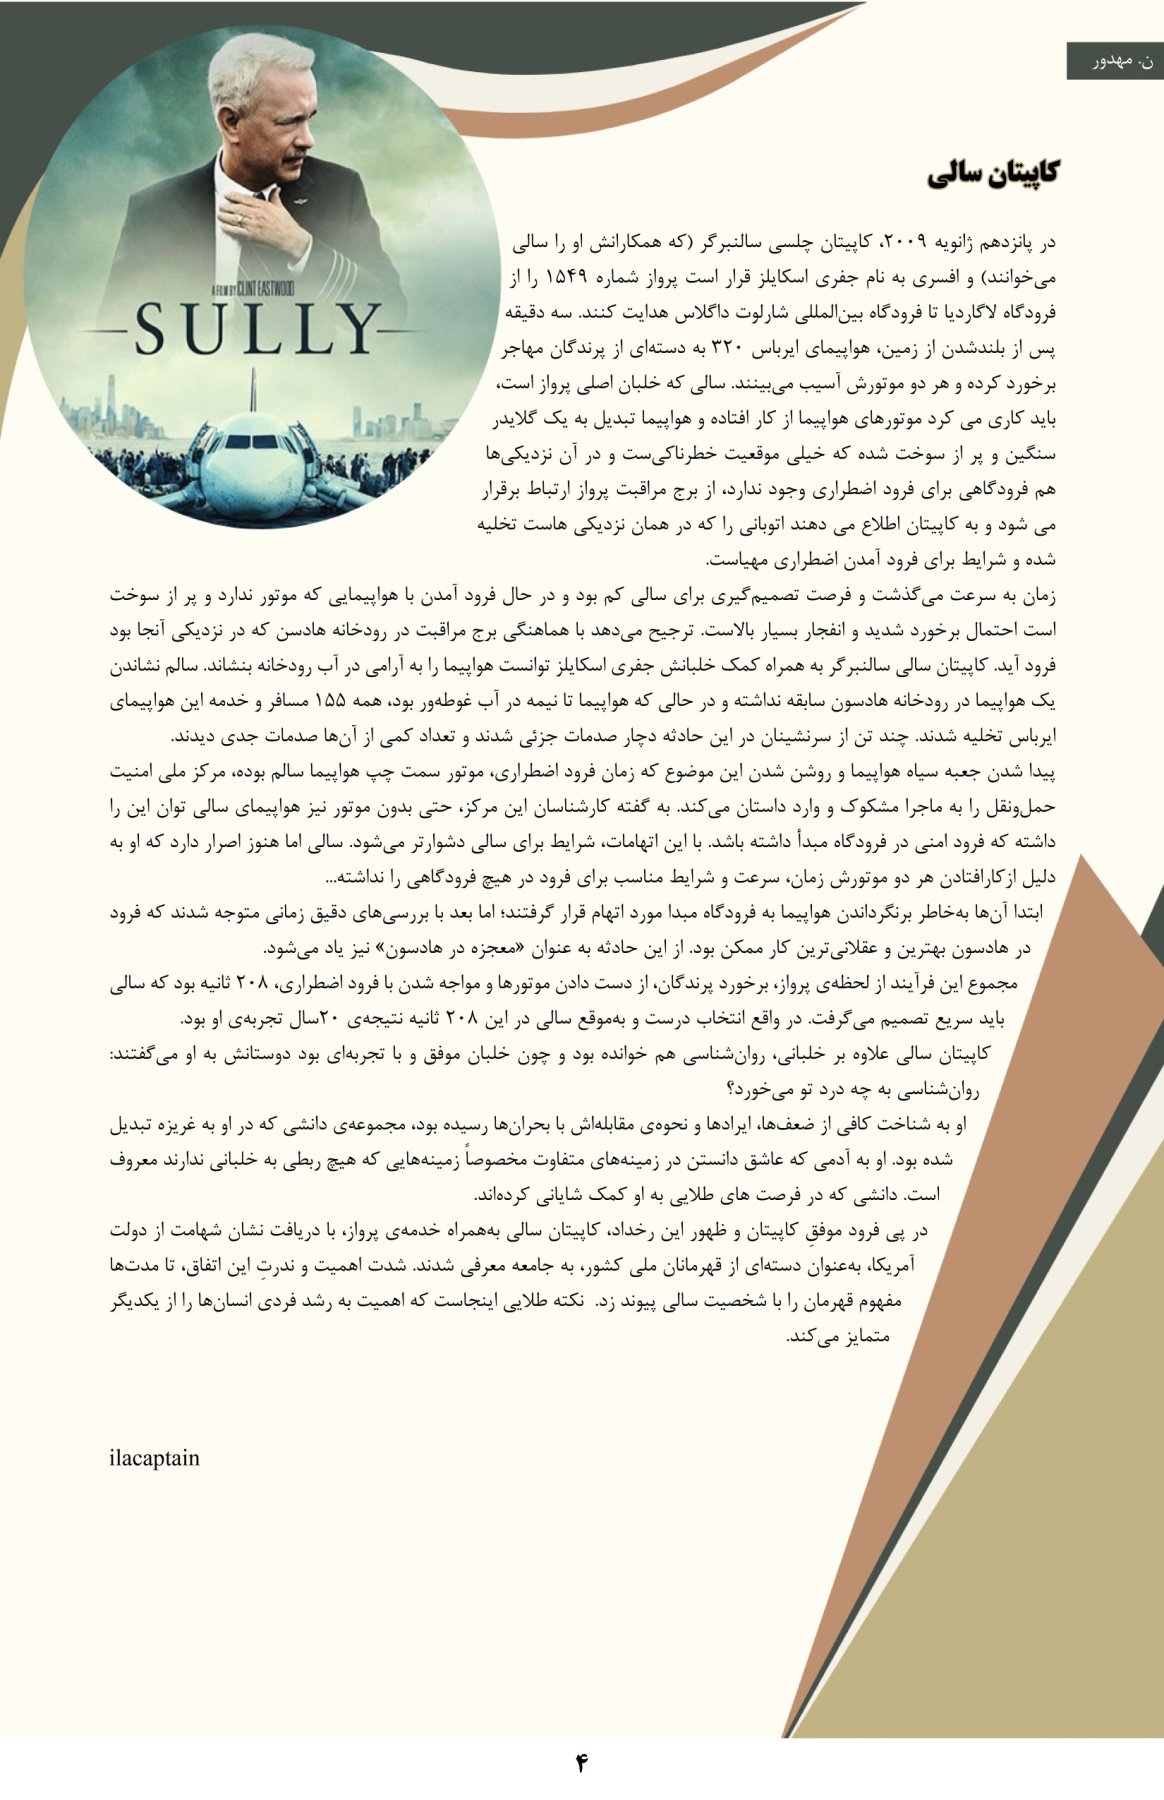 ن. مهدور
A FILM BY CLINT EASTWOOD
SULLY
کاپیتان سالی
در پانزدهم ژانویه ۲۰۰۹، کاپیتان چلسی سالنبرگر (که همکارانش او را سالی
می‌خوانند) و افسری به نام جفری اسکایلز قرار است پرواز شماره ۱۵۴۹ را از
فرودگاه لاگاردیا تا فرودگاه بین‌المللی شارلوت داگلاس هدایت کنند. سه دقیقه
پس از بلندشدن از زمین، هواپیمای ایرباس ۳۲۰ به دسته‌ای از پرندگان مهاجر
برخورد کرده و هر دو موتورش آسیب می‌بینند. سالی که خلبان اصلی پرواز است،
باید کاری می کرد موتورهای هواپیما از کار افتاده و هواپیما تبدیل به یک گلایدر
سنگین و پر از سوخت شده که خیلی موقعیت خطرناکی‌ست و در آن نزدیکی‌ها
هم فرودگاهی برای فرود اضطراری وجود ندارد، از برج مراقبت پرواز ارتباط برقرار
می شود و به کاپیتان اطلاع می دهند اتوبانی را که در همان نزدیکی هاست تخلیه
شده و شرایط برای فرود آمدن اضطراری مهیاست.
زمان به سرعت می‌گذشت و فرصت تصمیم‌گیری برای سالی کم بود و در حال فرود آمدن با هواپیمایی که موتور ندارد و پر از سوخت
است احتمال برخورد شدید و انفجار بسیار بالاست. ترجیح می‌دهد با هماهنگی برج مراقبت در رودخانه هادسن که در نزدیکی آنجا بود
فرود آید. کاپیتان سالی سالنبرگر به همراه کمک خلبانش جفری اسکایلز توانست هواپیما را به آرامی در آب رودخانه بنشاند. سالم نشاندن
یک هواپیما در رودخانه هادسون سابقه نداشته و در حالی که هواپیما تا نیمه در آب غوطه‌ور بود، همه ۱۵۵ مسافر و خدمه این هواپیمای
ایرباس تخلیه شدند. چند تن از سرنشینان در این حادثه دچار صدمات جزئی شدند و تعداد کمی از آن‌ها صدمات جدی دیدند.
پیدا شدن جعبه سیاه هواپیما و روشن شدن این موضوع که زمان فرود اضطراری، موتور سمت چپ هواپیما سالم بوده، مرکز ملی امنیت
حمل‌ونقل را به ماجرا مشکوک و وارد داستان می‌کند. به گفته کارشناسان این مرکز، حتی بدون موتور نیز هواپیمای سالی توان این را
داشته که فرود امنی در فرودگاه مبدأ داشته باشد. با این اتهامات، شرایط برای سالی دشوارتر می‌شود. سالی اما هنوز اصرار دارد که او به
دلیل ازکارافتادن هر دو موتورش زمان، سرعت و شرایط مناسب برای فرود در هیچ فرودگاهی را نداشته...
ابتدا آن‌ها به‌خاطر برنگرداندن هواپیما به فرودگاه مبدا مورد اتهام قرار گرفتند؛ اما بعد با بررسی‌های دقیق زمانی متوجه شدند که فرود
در هادسون بهترین و عقلانی‌ترین کار ممکن بود. از این حادثه به عنوان «معجزه در هادسون» نیز یاد می‌شود.
مجموع این فرآیند از لحظه‌ی پرواز، برخورد پرندگان، از دست دادن موتورها و مواجه شدن با فرود اضطراری، ۲۰۸ ثانیه بود که سالی
باید سریع تصمیم می‌گرفت. در واقع انتخاب درست و به‌موقع سالی در این ۲۰۸ ثانیه نتیجه‌ی ۲۰سال تجربه‌ی او بود.
کاپیتان سالی علاوه بر خلبانی، روان‌شناسی هم خوانده بود و چون خلبان موفق و با تجربه‌ای بود دوستانش به او می‌گفتند:
روان‌شناسی به چه درد تو می‌خورد؟
او به شناخت کافی از ضعف‌ها، ایرادها و نحوه‌ی مقابله‌اش با بحران‌ها رسیده بود، مجموعه‌ی دانشی که در او به غریزه تبدیل
شده بود. او به آدمی که عاشق دانستن در زمینه‌های متفاوت مخصوصاً زمینه‌هایی که هیچ ربطی به خلبانی ندارند معروف
است. دانشی که در فرصت های طلایی به او کمک شایانی کرده‌اند.
در پی فرود موفقِ کاپیتان و ظهور این رخداد، کاپیتان سالی به‌همراه خدمه‌ی پرواز، با دریافت نشان شهامت از دولت
آمریکا، به‌عنوان دسته‌ای از قهرمانان ملی کشور، به جامعه معرفی شدند. شدت اهمیت و ندرتِ این اتفاق، تا مدت‌ها
مفهوم قهرمان را با شخصیت سالی پیوند زد. نکته طلایی اینجاست که اهمیت به رشد فردی انسان‌ها را از یکدیگر
متمایز می‌کند.
ilacaptain
۴